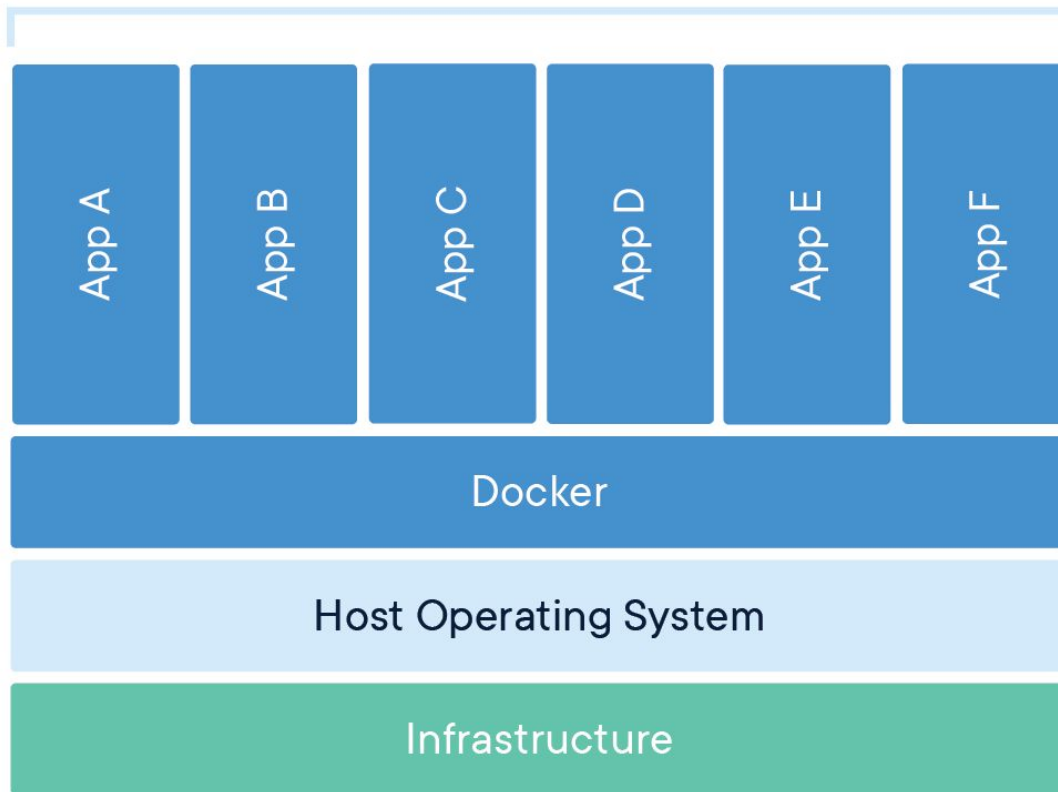 App A
App B
App C
App D
App E
App F
Docker
Host Operating System
Infrastructure